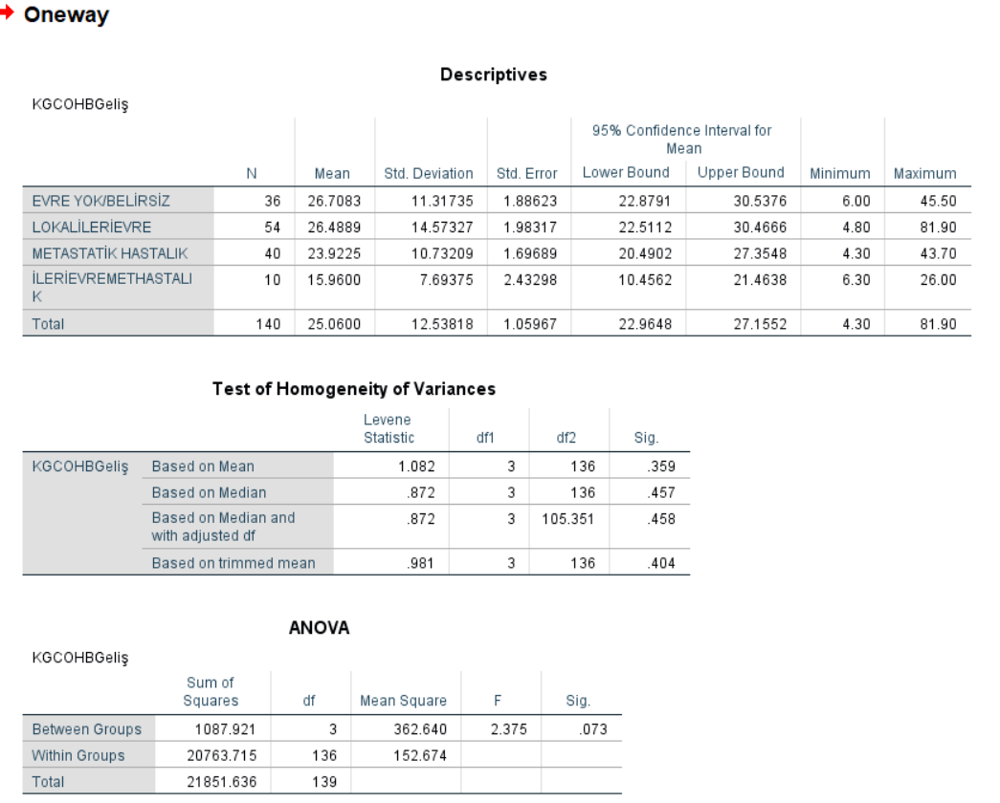 Oneway
Descriptives
KGCOHBGeliş
95% Confidence Interval for
Mean
N Mean Std. Deviation Std. Error Lower Bound Upper Bound Minimum Maximum
EVRE YOK/BELİRSİZ 36 26.7083 11.31735 1.88623 22.8791 30.5376 6.00 45.50
LOKALİLERİEVRE 54 26.4889 14.57327 1.98317 22.5112 30.4666 4.80 81.90
METASTATİK HASTALIK 40 23.9225 10.73209 1.69689 20.4902 27.3548 4.30 43.70
İLERİEVREMETHASTALI 10 15.9600 7.69375 2.43298 10.4562 21.4638 6.30 26.00
K
Total 140 25.0600 12.53818 1.05967 22.9648 27.1552 4.30 81.90
Test of Homogeneity of Variances
Levene
Statistic df1 df2 Sig.
KGCOHBGeliş Based on Mean 1.082 3 136 .359
Based on Median .872 3 136 .457
Based on Median and .872 3 105.351 .458
with adjusted df
Based on trimmed mean .981 3 136 .404
ANOVA
KGCOHBGeliş
Sum of
Squares df Mean Square F Sig.
Between Groups 1087.921 3 362.640 2.375 .073
Within Groups 20763.715 136 152.674
Total 21851.636 139